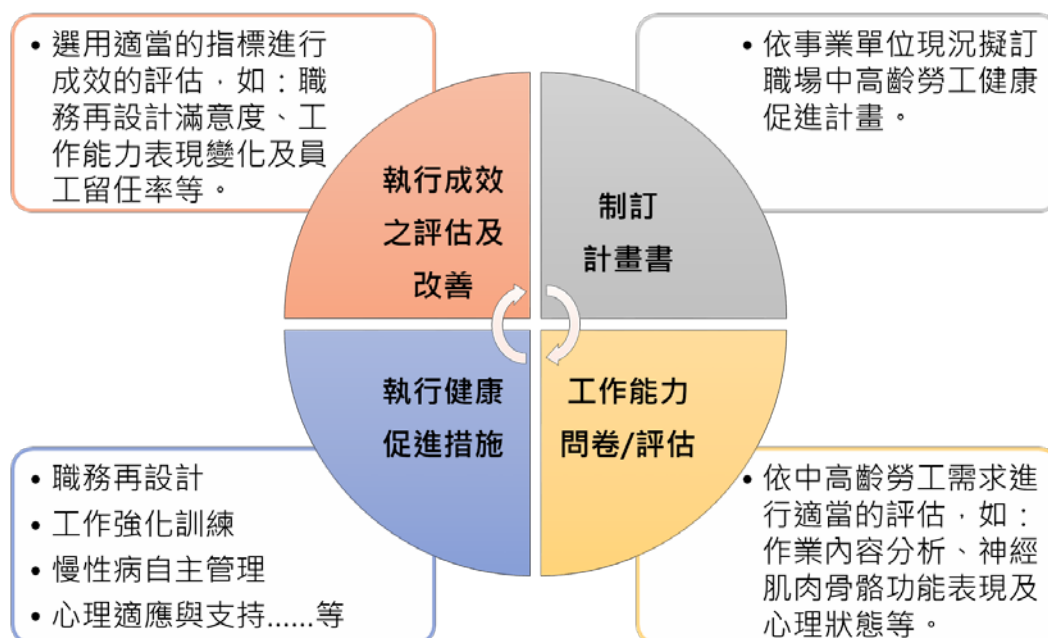 • 選用適當的指標進行
成效的評估，如：職
務再設計滿意度、工
作能力表現變化及員
工留任率等。
• 依事業單位現況擬訂
職場中高齡勞工健康
促進計畫。
執行成效
之評估及
改善
制訂
計畫書
執行健康
促進措施
工作能力
問卷/評估
• 職務再設計
• 工作強化訓練
• 慢性病自主管理
• 心理適應與支持......等
• 依中高齡勞工需求進
行適當的評估，如：
作業內容分析、神經
肌肉骨骼功能表現及
心理狀態等。